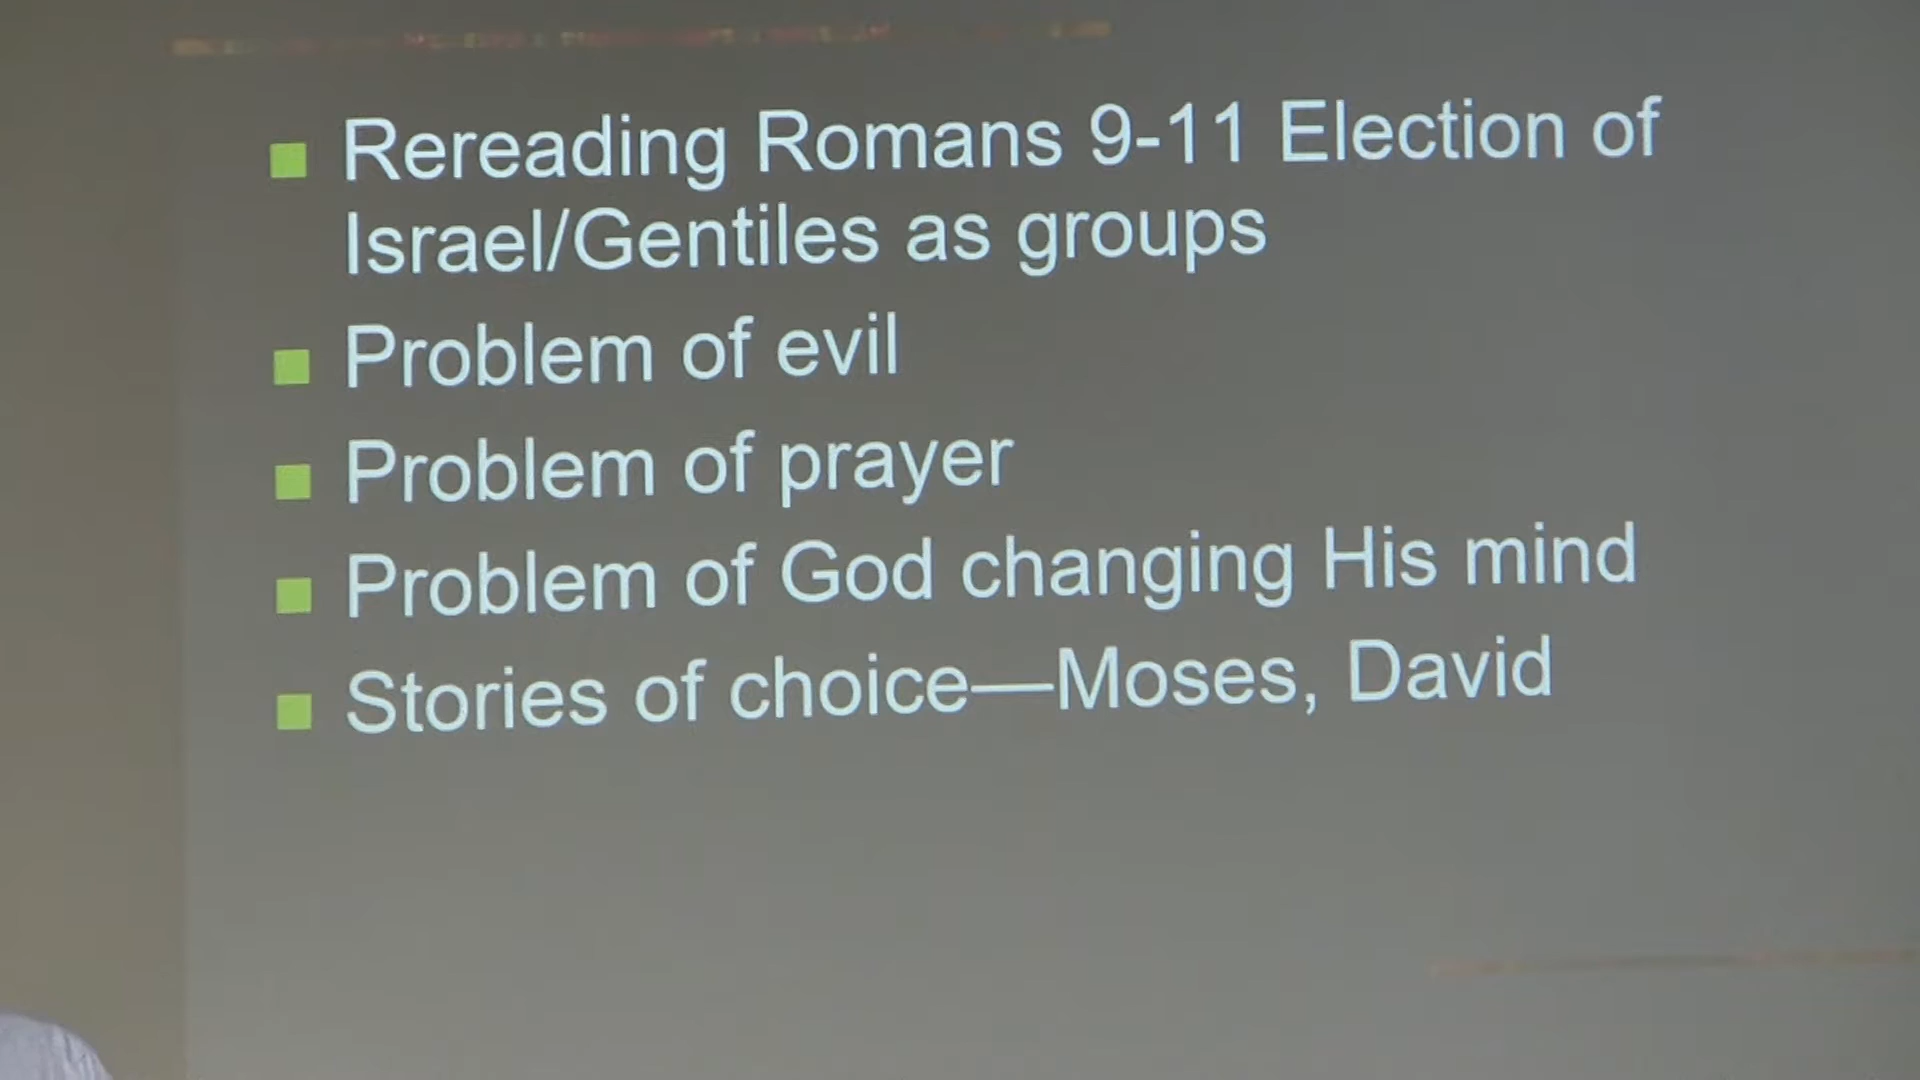 Rereading Romans 9-11 Election of
Israel/Gentiles as groups
Problem of evil
Problem of prayer
Problem of God changing His mind
Stories of choice—Moses, David